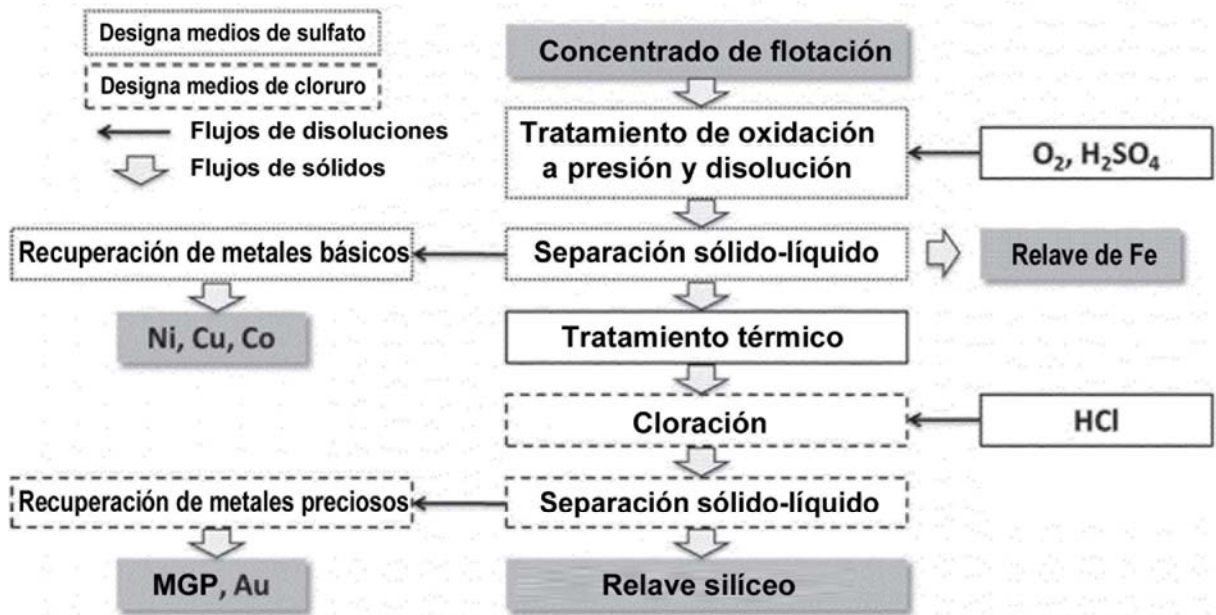 Designa medios de sulfato
Designa medios de cloruro
Flujos de disoluciones
Flujos de sólidos
Concentrado de flotación
Tratamiento de oxidación
a presión y disolución
O₂, H₂SO₄
Recuperación de metales básicos
Separación sólido-líquido
Relave de Fe
Ni, Cu, Co
Tratamiento térmico
Cloración
HCl
Recuperación de metales preciosos
Separación sólido-líquido
MGP, Au
Relave silíceo